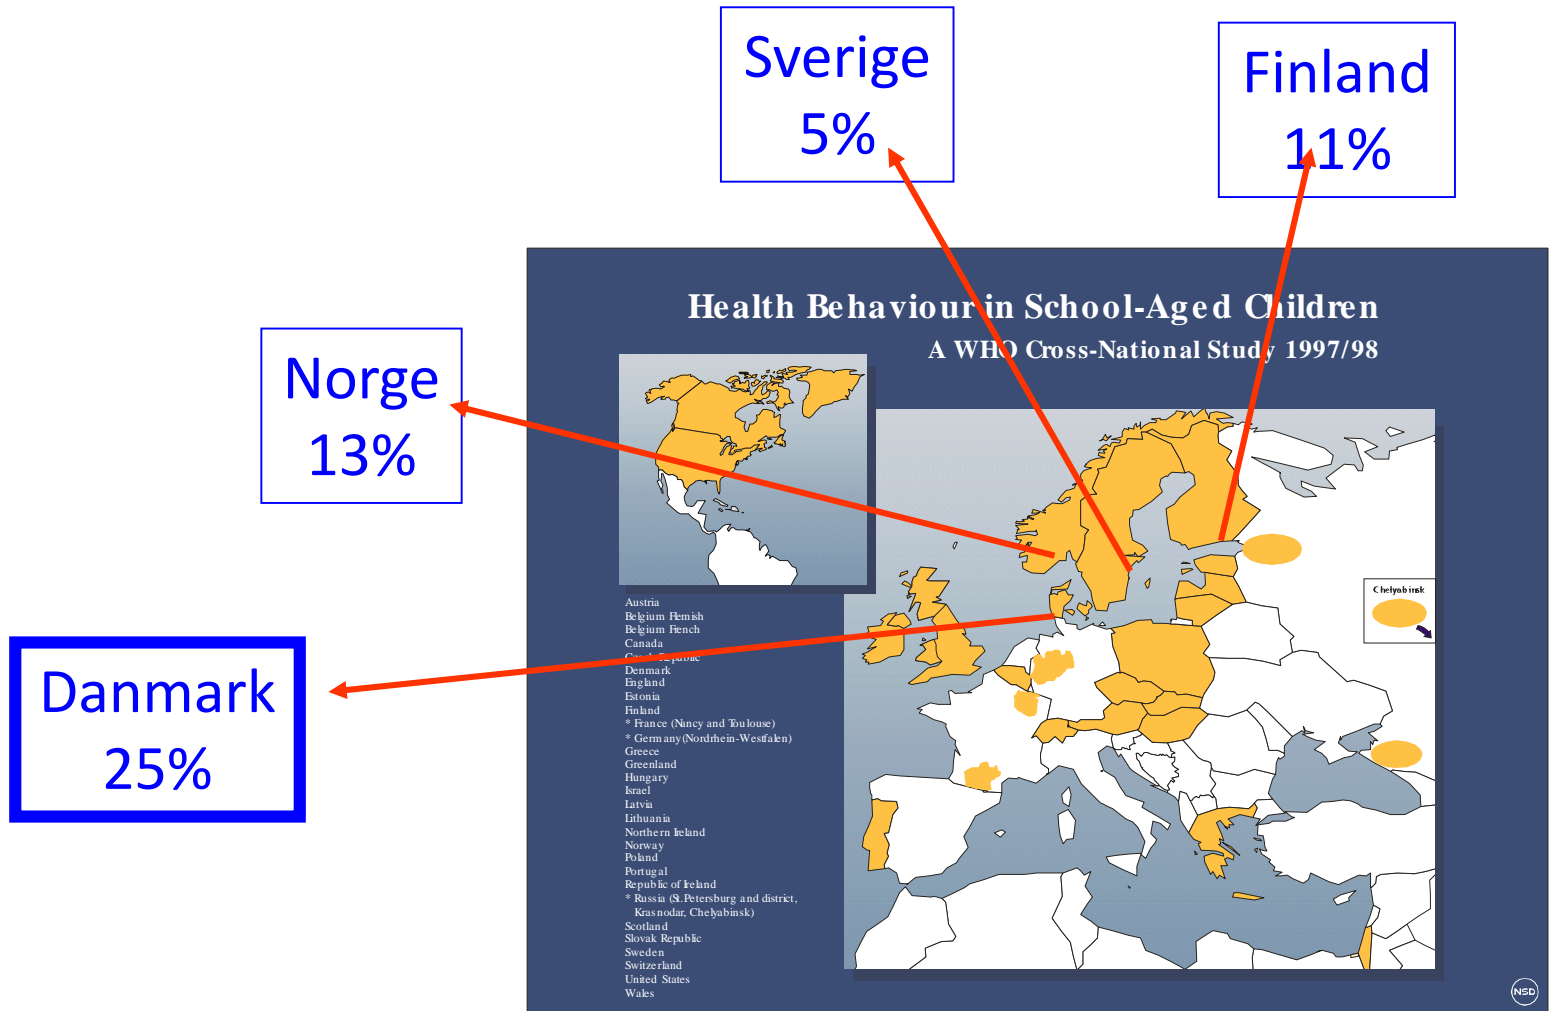 Sverige
5%
Finland
11%
Norge
13%
Danmark
25%
Health Behaviour in School-Aged Children
A WHO Cross-National Study 1997/98
Chelyabinsk
Austria
Belgium Flemish
Belgium French
Canada
Czech Republic
Denmark
England
Estonia
Finland
* France (Nancy and Toulouse)
* Germany(Nordrhein-Westfalen)
Greece
Greenland
Hungary
Israel
Latvia
Lithuania
Northern Ireland
Norway
Poland
Portugal
Republic of Ireland
* Russia (St.Petersburg and district,
Krasnodar, Chelyabinsk)
Scotland
Slovak Republic
Sweden
Switzerland
United States
Wales
NSD